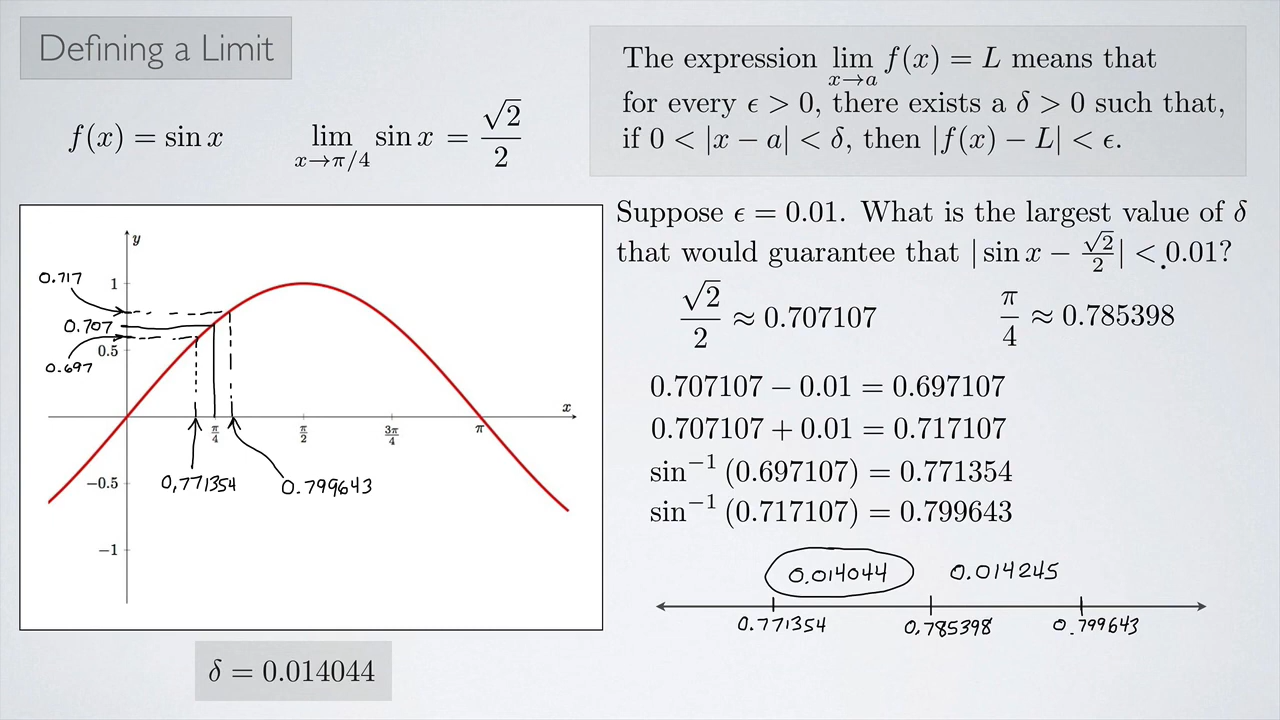 Defining a Limit
f(x) = sin x
lim x→π/4 sin x = √2/2
The expression lim x→a f(x) = L means that
for every ϵ > 0, there exists a δ > 0 such that,
if 0 < |x − a| < δ, then |f(x) − L| < ϵ.
Suppose ϵ = 0.01. What is the largest value of δ
that would guarantee that | sin x − √2/2 | < 0.01?
√2/2 ≈ 0.707107
π/4 ≈ 0.785398
0.707107 − 0.01 = 0.697107
0.707107 + 0.01 = 0.717107
sin⁻¹ (0.697107) = 0.771354
sin⁻¹ (0.717107) = 0.799643
0.014044
0.014245
0.771354
0.785398
0.799643
y
0.717
1
0.707
0.5
0.697
x
π/4
π/2
3π/4
π
−0.5
0,771354
0.799643
−1
δ = 0.014044